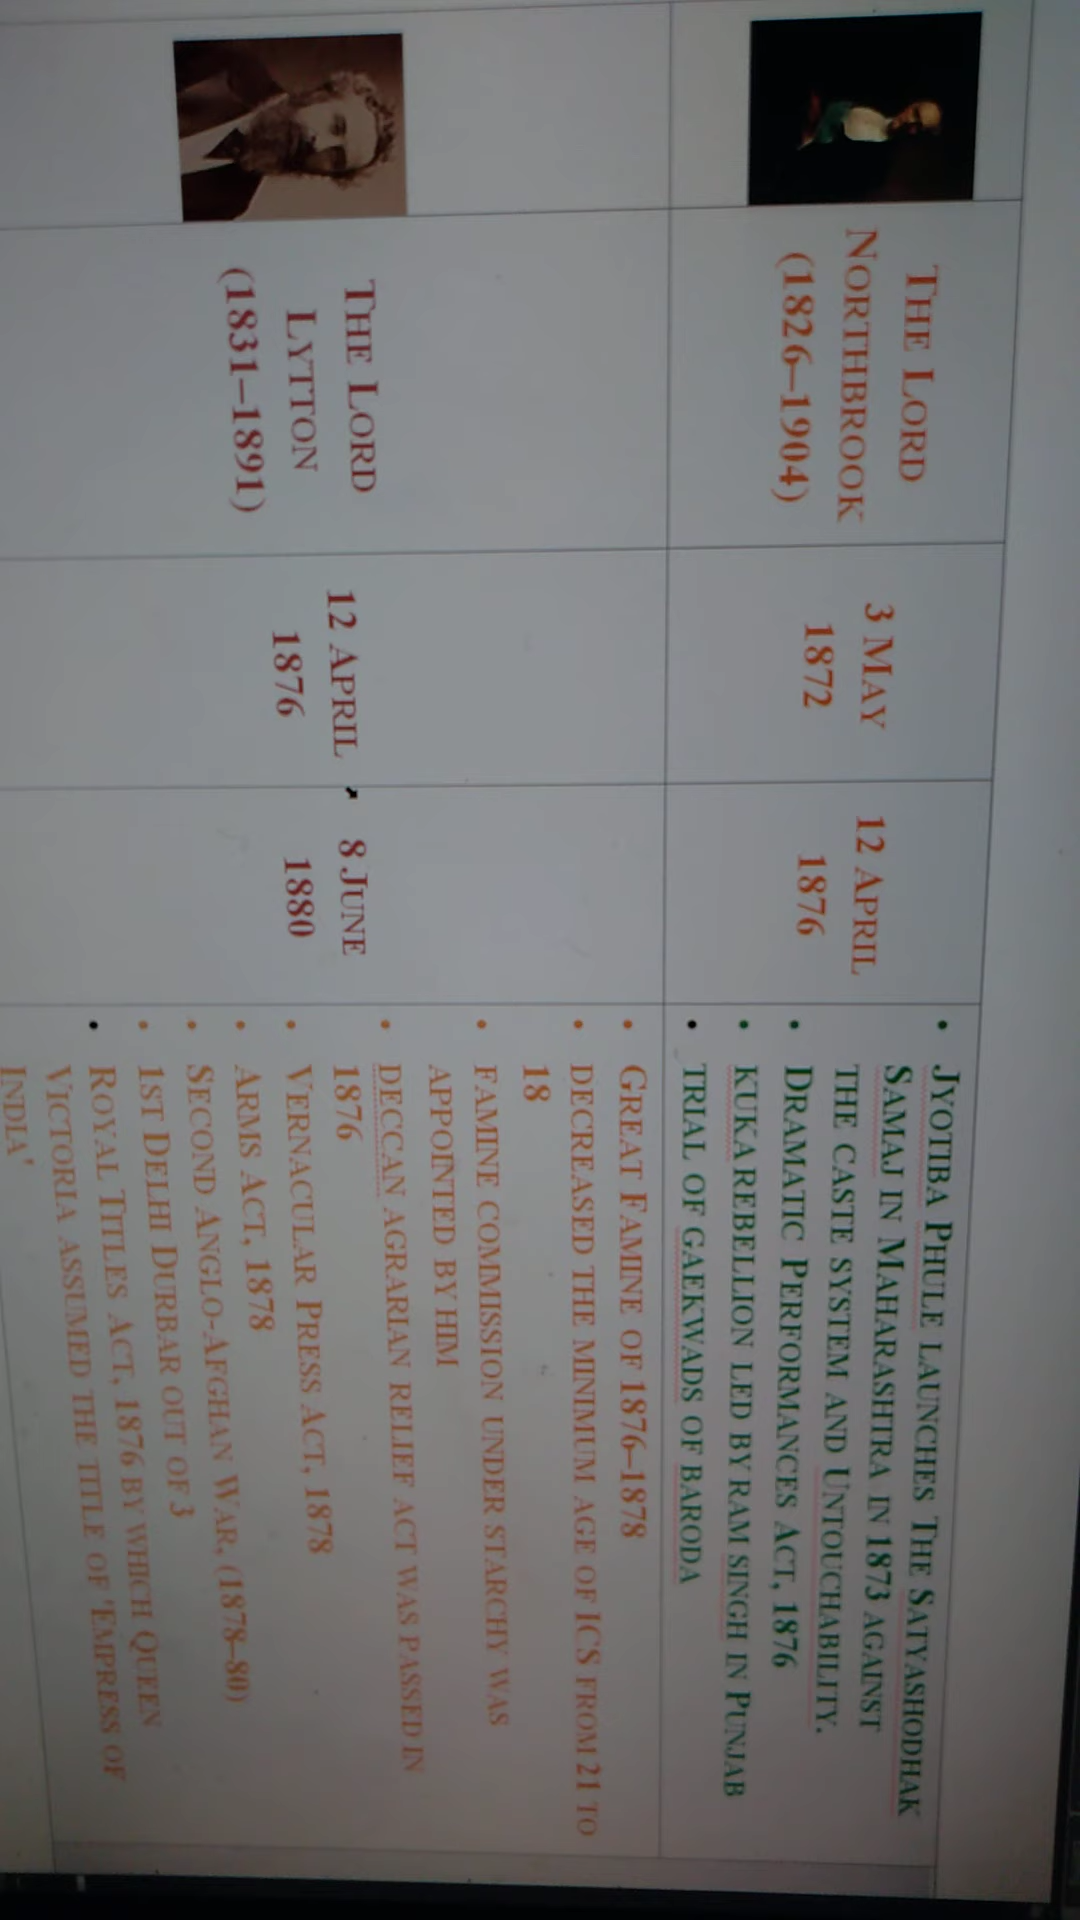 THE LORD
NORTHBROOK
(1826–1904)
3 MAY
1872
12 APRIL
1876
• JYOTIBA PHULE LAUNCHES THE SATYASHODHAK
SAMAJ IN MAHARASHTRA IN 1873 AGAINST
THE CASTE SYSTEM AND UNTOUCHABILITY.
• DRAMATIC PERFORMANCES ACT, 1876
• KUKA REBELLION LED BY RAM SINGH IN PUNJAB
• TRIAL OF GAEKWADS OF BARODA
THE LORD
LYTTON
(1831–1891)
12 APRIL
1876
8 JUNE
1880
• GREAT FAMINE OF 1876–1878
• DECREASED THE MINIMUM AGE OF ICS FROM 21 TO
18
• FAMINE COMMISSION UNDER STARCHY WAS
APPOINTED BY HIM
• DECCAN AGRARIAN RELIEF ACT WAS PASSED IN
1876
• VERNACULAR PRESS ACT, 1878
• ARMS ACT, 1878
• SECOND ANGLO-AFGHAN WAR, (1878–80)
• 1ST DELHI DURBAR OUT OF 3
• ROYAL TITLES ACT, 1876 BY WHICH QUEEN
VICTORIA ASSUMED THE TITLE OF 'EMPRESS OF
INDIA'